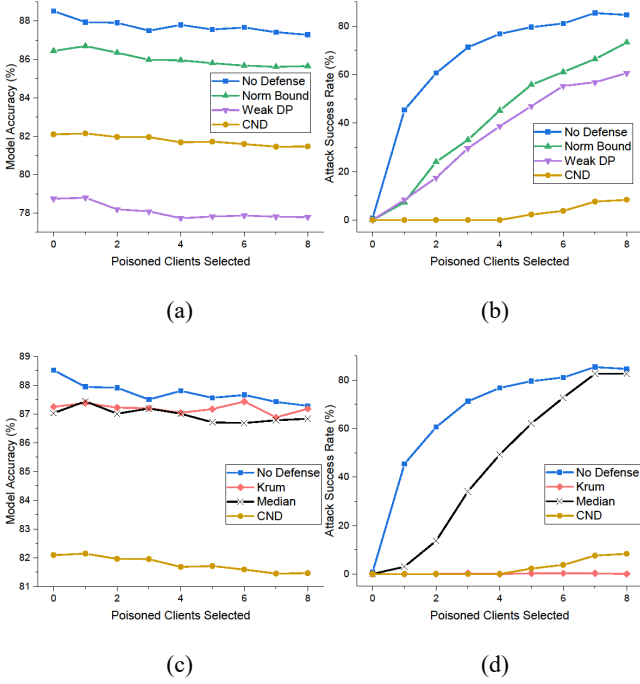 88
86
84
82
80
78
Model Accuracy (%)
No Defense
Norm Bound
Weak DP
CND
0 2 4 6 8
Poisoned Clients Selected
(a)
80
60
40
20
0
Attack Success Rate (%)
No Defense
Norm Bound
Weak DP
CND
0 2 4 6 8
Poisoned Clients Selected
(b)
89
88
87
86
85
84
83
82
81
Model Accuracy (%)
No Defense
Krum
Median
CND
0 2 4 6 8
Poisoned Clients Selected
(c)
80
60
40
20
0
Attack Success Rate (%)
No Defense
Krum
Median
CND
0 2 4 6 8
Poisoned Clients Selected
(d)